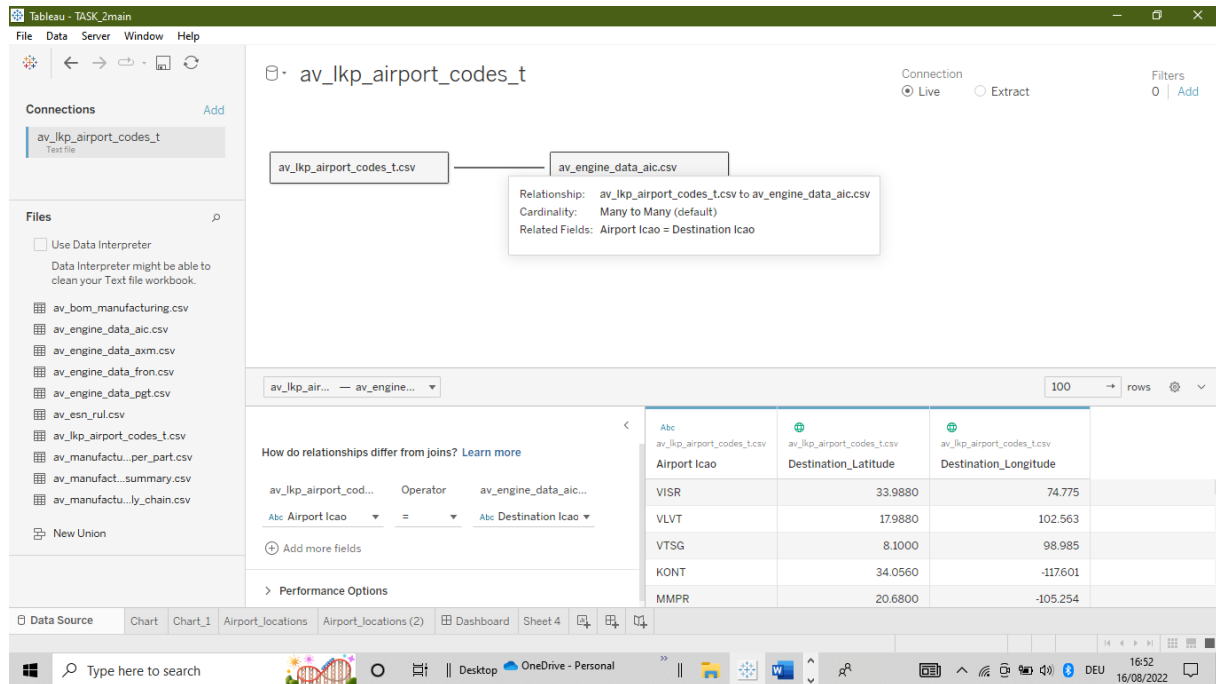 Tableau - TASK_2main
File Data Server Window Help
av_lkp_airport_codes_t
Connection
Live Extract
Filters
0 Add
Connections Add
av_lkp_airport_codes_t
Text file
av_lkp_airport_codes_t.csv av_engine_data_aic.csv
Relationship: av_lkp_airport_codes_t.csv to av_engine_data_aic.csv
Cardinality: Many to Many (default)
Related Fields: Airport Icao = Destination Icao
Files
Use Data Interpreter
Data Interpreter might be able to
clean your Text file workbook.
av_bom_manufacturing.csv
av_engine_data_aic.csv
av_engine_data_axm.csv
av_engine_data_fron.csv
av_engine_data_pgt.csv
av_esn_rul.csv
av_lkp_airport_codes_t.csv
av_manufactu...per_part.csv
av_manufact...summary.csv
av_manufactu...ly_chain.csv
New Union
av_lkp_air... — av_engine... 100 rows
How do relationships differ from joins? Learn more
av_lkp_airport_cod... Operator av_engine_data_aic...
Abc Airport Icao = Abc Destination Icao
Add more fields
Performance Options
Abc
av_lkp_airport_codes_t.csv av_lkp_airport_codes_t.csv av_lkp_airport_codes_t.csv
Airport Icao Destination_Latitude Destination_Longitude
VISR 33.9880 74.775
VLVT 17.9880 102.563
VTSG 8.1000 98.985
KONT 34.0560 -117.601
MMPR 20.6800 -105.254
Data Source Chart Chart_1 Airport_locations Airport_locations (2) Dashboard Sheet 4
Type here to search Desktop OneDrive - Personal DEU 16:52
16/08/2022